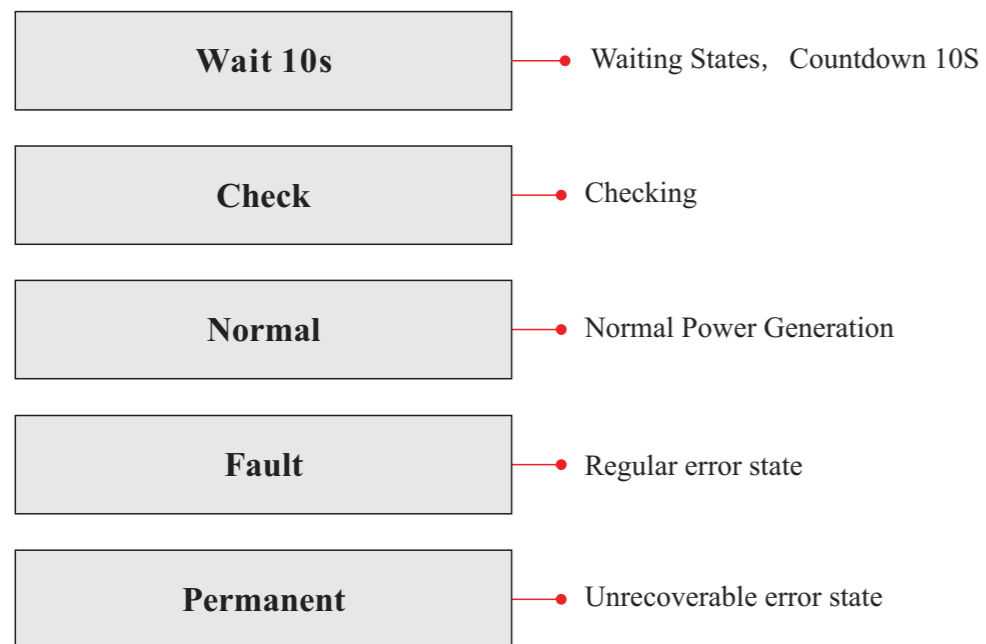 Wait 10s
Waiting States, Countdown 10S
Check
Checking
Normal
Normal Power Generation
Fault
Regular error state
Permanent
Unrecoverable error state